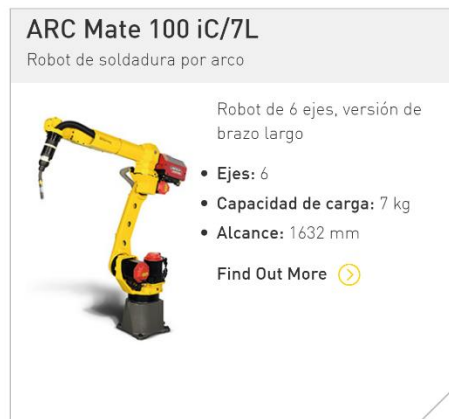 ARC Mate 100 iC/7L
Robot de soldadura por arco
Robot de 6 ejes, versión de
brazo largo
• Ejes: 6
• Capacidad de carga: 7 kg
• Alcance: 1632 mm
Find Out More